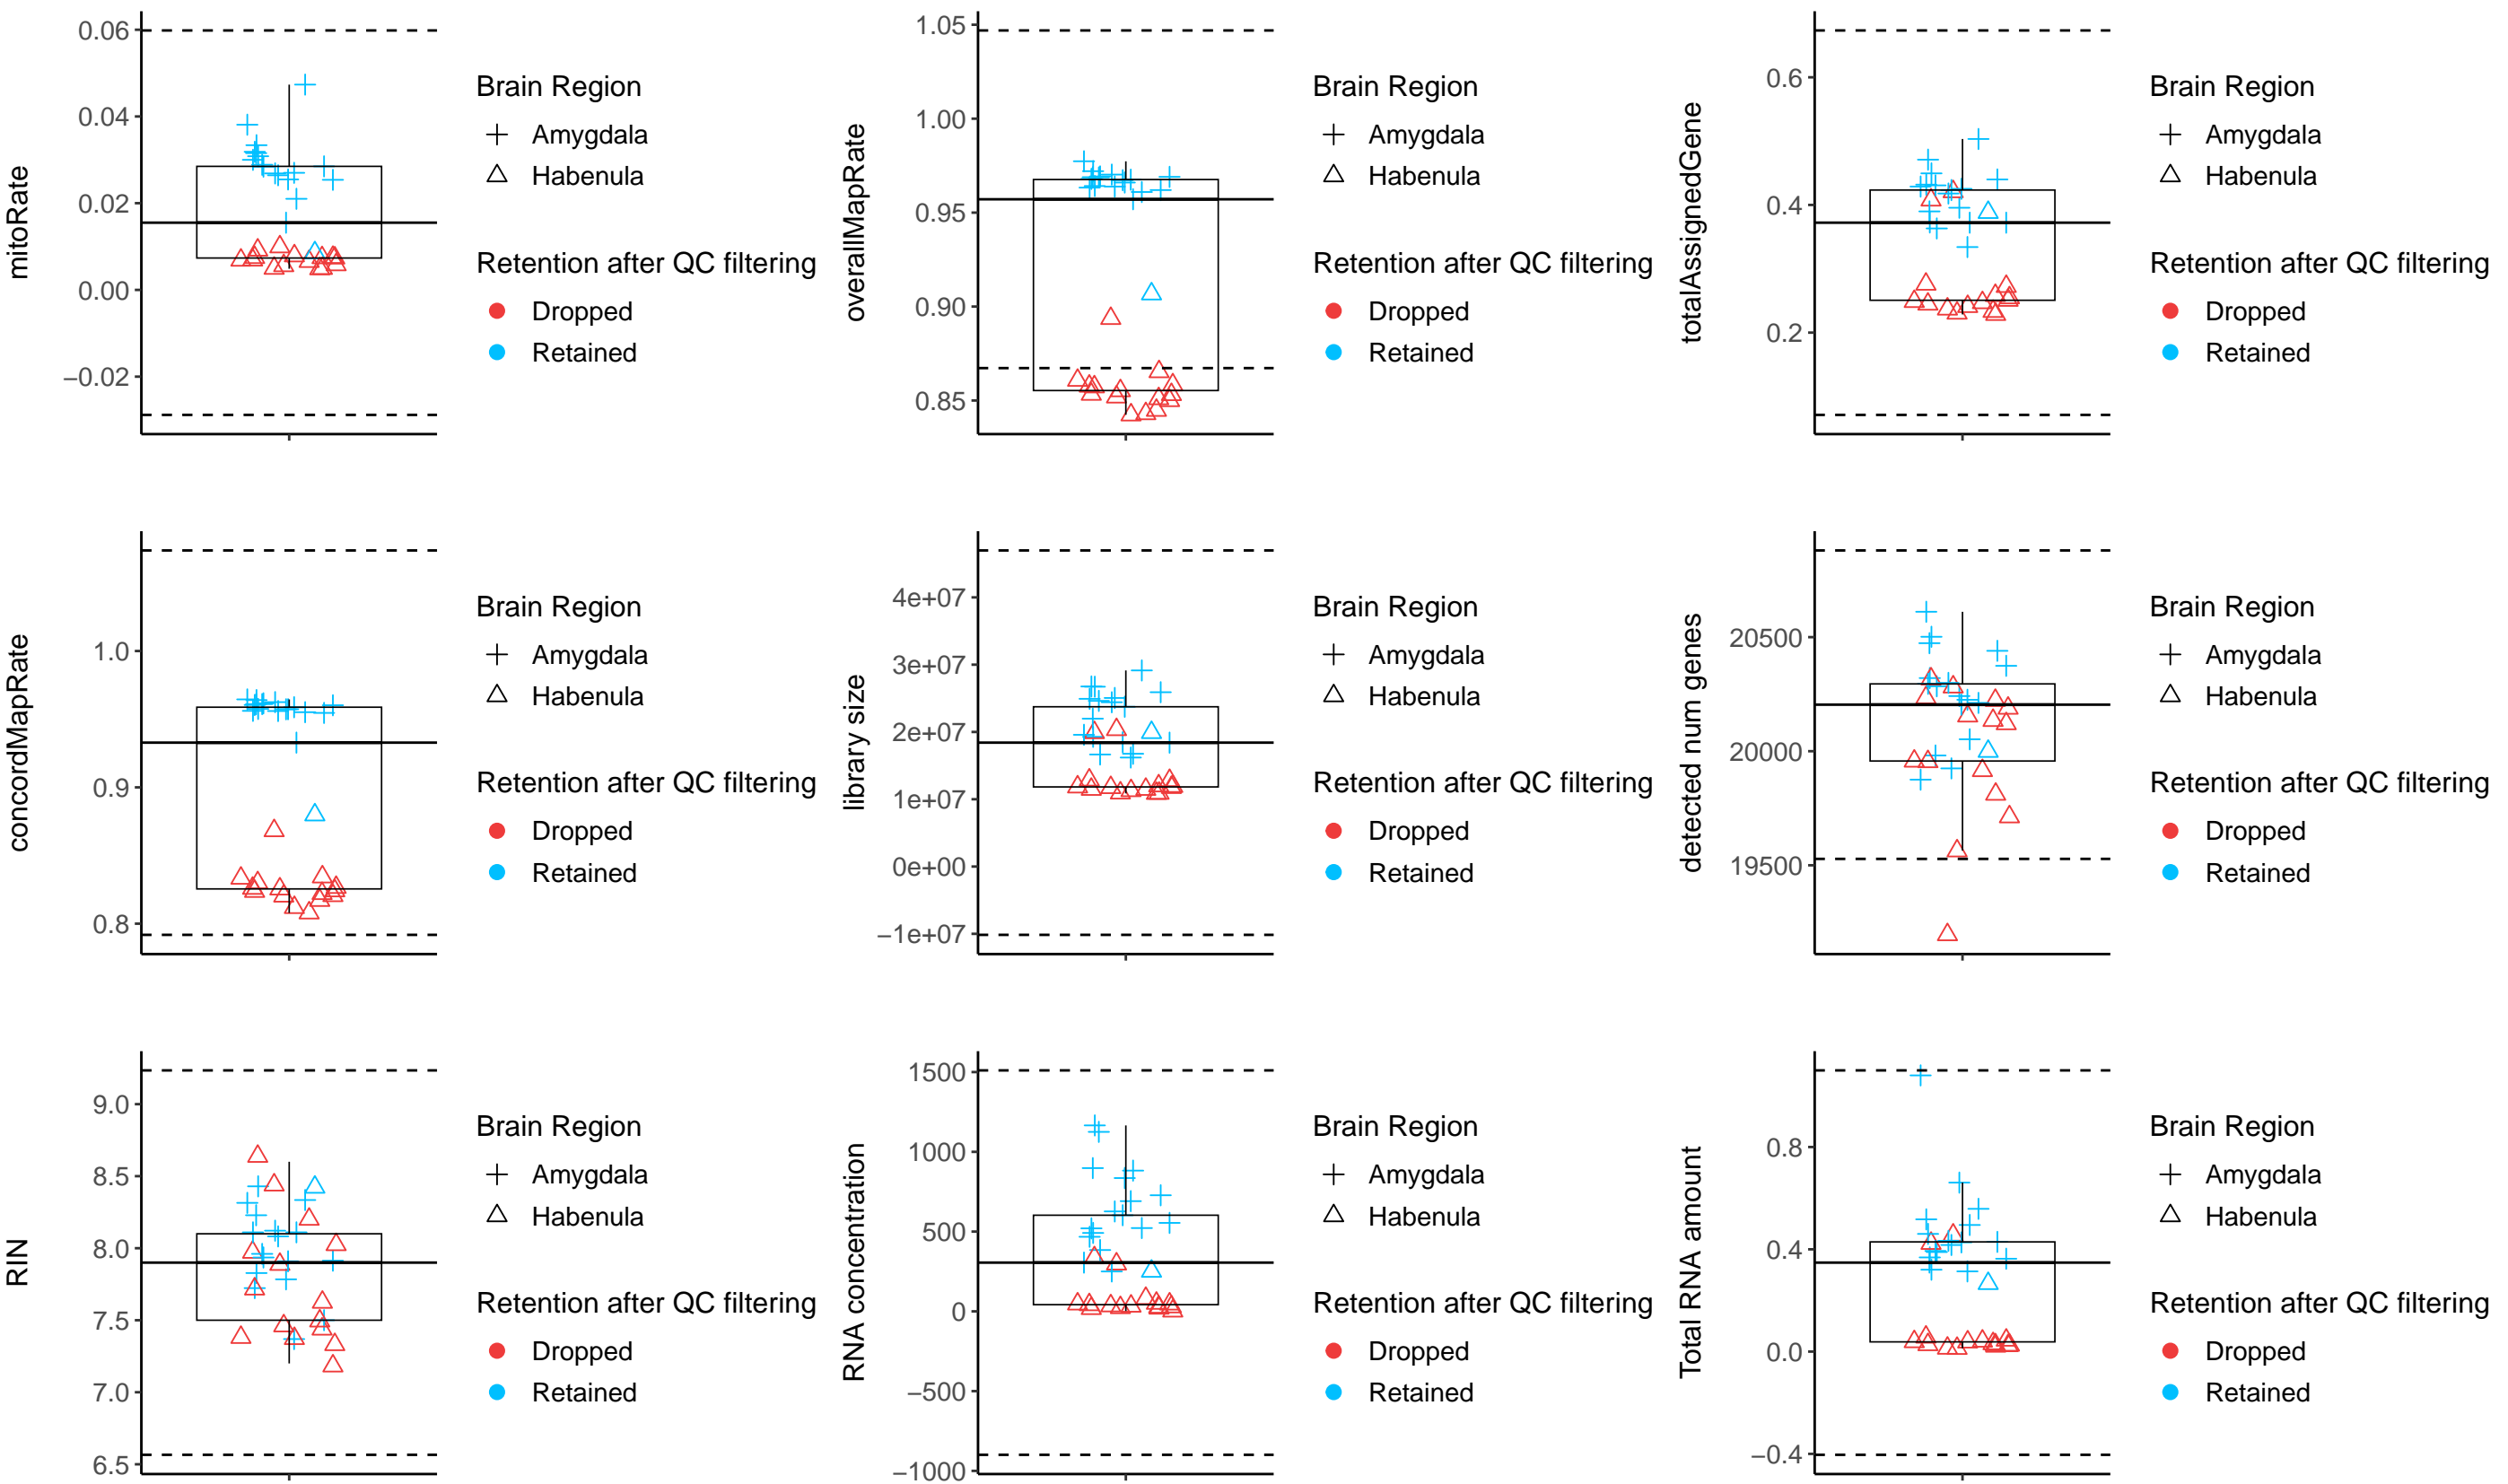 mitoRate
0.06
0.04
0.02
0.00
−0.02
Brain Region
Amygdala
Habenula
Retention after QC filtering
Dropped
Retained
overallMapRate
1.05
1.00
0.95
0.90
0.85
Brain Region
Amygdala
Habenula
Retention after QC filtering
Dropped
Retained
totalAssignedGene
0.6
0.4
0.2
Brain Region
Amygdala
Habenula
Retention after QC filtering
Dropped
Retained
concordMapRate
1.0
0.9
0.8
Brain Region
Amygdala
Habenula
Retention after QC filtering
Dropped
Retained
library size
4e+07
3e+07
2e+07
1e+07
0e+00
−1e+07
Brain Region
Amygdala
Habenula
Retention after QC filtering
Dropped
Retained
detected num genes
20500
20000
19500
Brain Region
Amygdala
Habenula
Retention after QC filtering
Dropped
Retained
RIN
9.0
8.5
8.0
7.5
7.0
6.5
Brain Region
Amygdala
Habenula
Retention after QC filtering
Dropped
Retained
RNA concentration
1500
1000
500
0
−500
−1000
Brain Region
Amygdala
Habenula
Retention after QC filtering
Dropped
Retained
Total RNA amount
0.8
0.4
0.0
−0.4
Brain Region
Amygdala
Habenula
Retention after QC filtering
Dropped
Retained